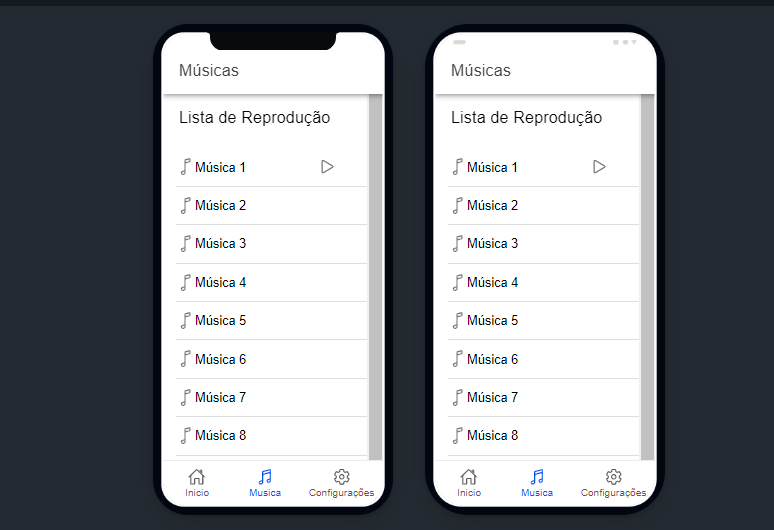 Músicas
Lista de Reprodução
Música 1
Música 2
Música 3
Música 4
Música 5
Música 6
Música 7
Música 8
Inicio Musica Configurações
Músicas
Lista de Reprodução
Música 1
Música 2
Música 3
Música 4
Música 5
Música 6
Música 7
Música 8
Inicio Musica Configurações